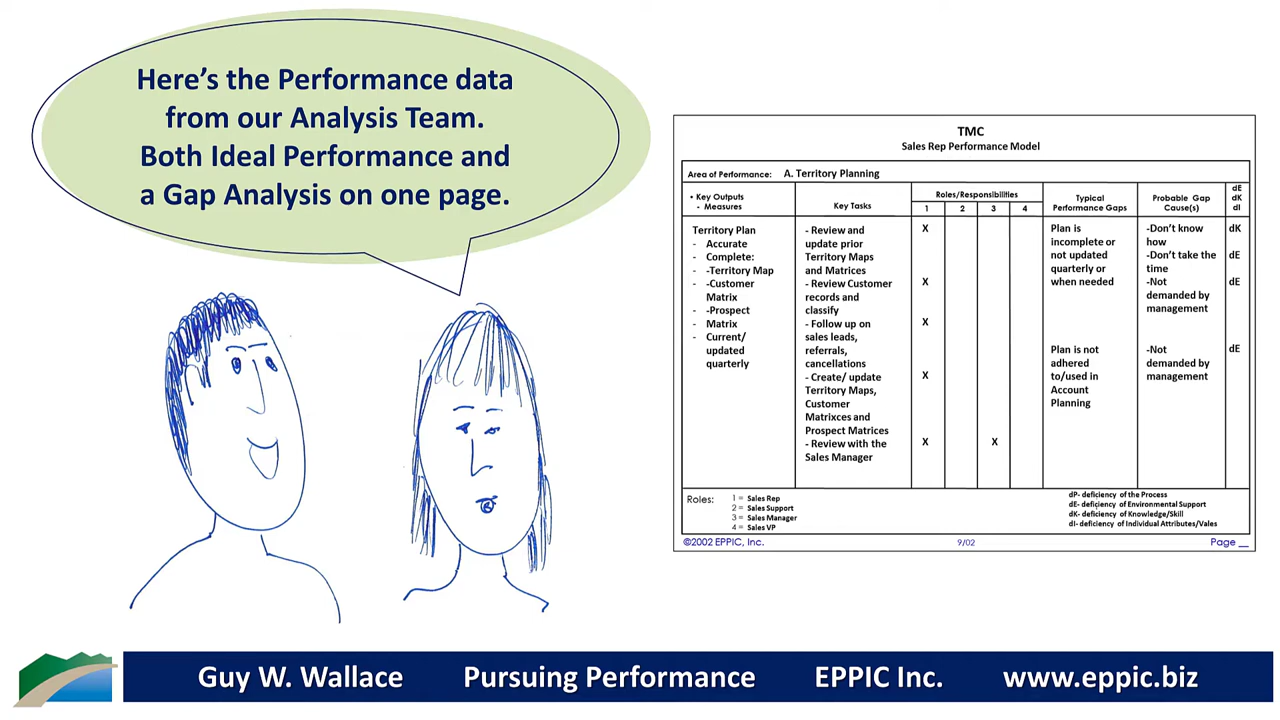 Here's the Performance data
from our Analysis Team.
Both Ideal Performance and
a Gap Analysis on one page.
TMC
Sales Rep Performance Model
Area of Performance: A. Territory Planning
• Key Outputs
- Measures
Key Tasks
Roles/Responsibilities
1 2 3 4
Typical
Performance Gaps
Probable Gap
Cause(s)
dE
dK
dI
Territory Plan
- Accurate
- Complete:
- -Territory Map
- -Customer
Matrix
- -Prospect
- Matrix
- Current/
updated
quarterly
- Review and
update prior
Territory Maps
and Matrices
- Review Customer
records and
classify
- Follow up on
sales leads,
referrals,
cancellations
- Create/ update
Territory Maps,
Customer
Matrixces and
Prospect Matrices
- Review with the
Sales Manager
X
X
X
X
X X
Plan is
incomplete or
not updated
quarterly or
when needed
Plan is not
adhered
to/used in
Account
Planning
-Don't know
how
-Don't take the
time
-Not
demanded by
management
-Not
demanded by
management
dK
dE
dE
dE
Roles:
1 = Sales Rep
2 = Sales Support
3 = Sales Manager
4 = Sales VP
dP- deficiency of the Process
dE- deficiency of Environmental Support
dK- deficiency of Knowledge/Skill
dI- deficiency of Individual Attributes/Vales
©2002 EPPIC, Inc. 9/02 Page __
Guy W. Wallace Pursuing Performance EPPIC Inc. www.eppic.biz